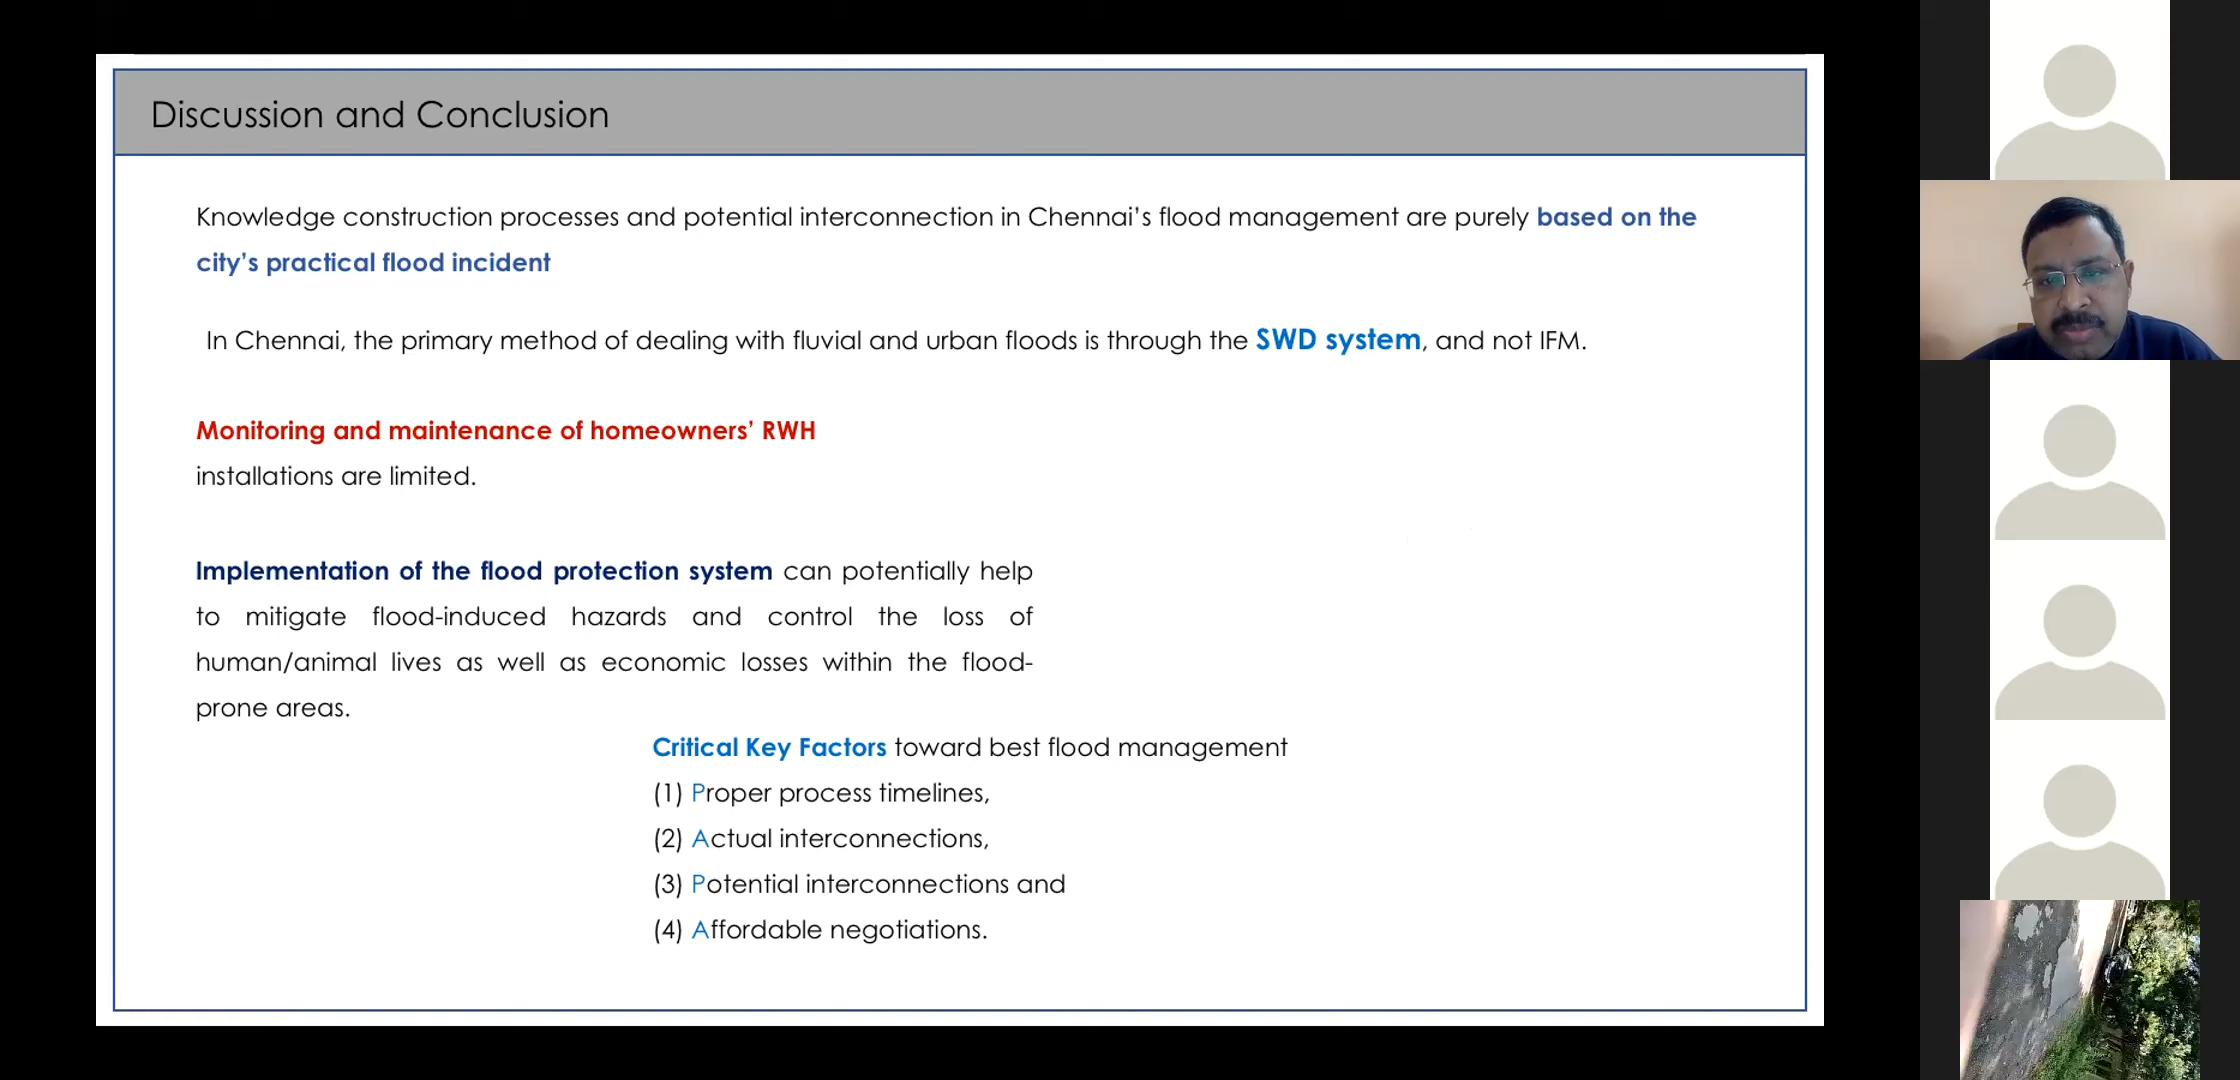 Discussion and Conclusion
Knowledge construction processes and potential interconnection in Chennai’s flood management are purely based on the
city’s practical flood incident
In Chennai, the primary method of dealing with fluvial and urban floods is through the SWD system, and not IFM.
Monitoring and maintenance of homeowners’ RWH
installations are limited.
Implementation of the flood protection system can potentially help
to mitigate flood-induced hazards and control the loss of
human/animal lives as well as economic losses within the flood-
prone areas.
Critical Key Factors toward best flood management
(1) Proper process timelines,
(2) Actual interconnections,
(3) Potential interconnections and
(4) Affordable negotiations.